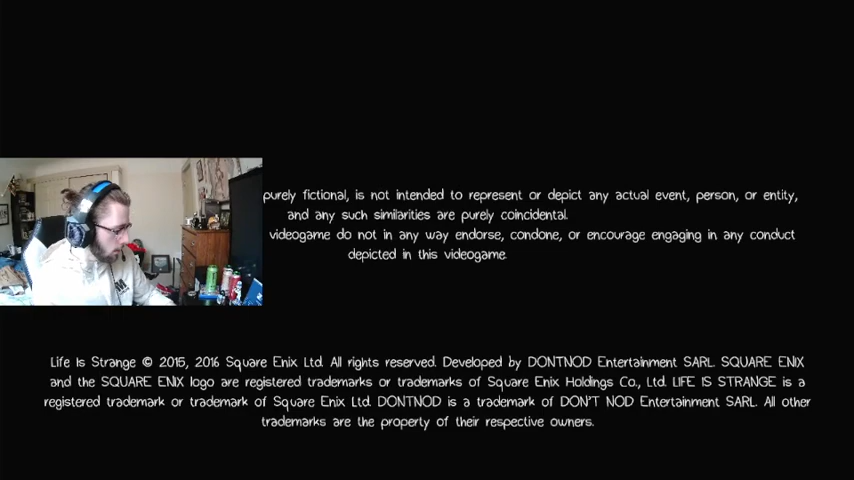 purely fictional, is not intended to represent or depict any actual event, person, or entity,
and any such similarities are purely coincidental.
videogame do not in any way endorse, condone, or encourage engaging in any conduct
depicted in this videogame.
Life Is Strange © 2015, 2016 Square Enix Ltd. All rights reserved. Developed by DONTNOD Entertainment SARL. SQUARE ENIX
and the SQUARE ENIX logo are registered trademarks or trademarks of Square Enix Holdings Co., Ltd. LIFE IS STRANGE is a
registered trademark or trademark of Square Enix Ltd. DONTNOD is a trademark of DON'T NOD Entertainment SARL. All other
trademarks are the property of their respective owners.